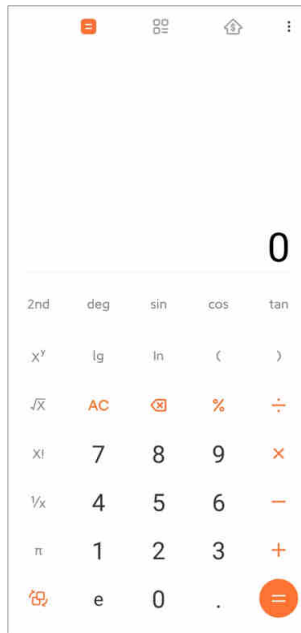 0
2nd deg sin cos tan
xʸ lg ln ( )
√x AC % ÷
X! 7 8 9 ×
¹/x 4 5 6 −
π 1 2 3 +
e 0 . =